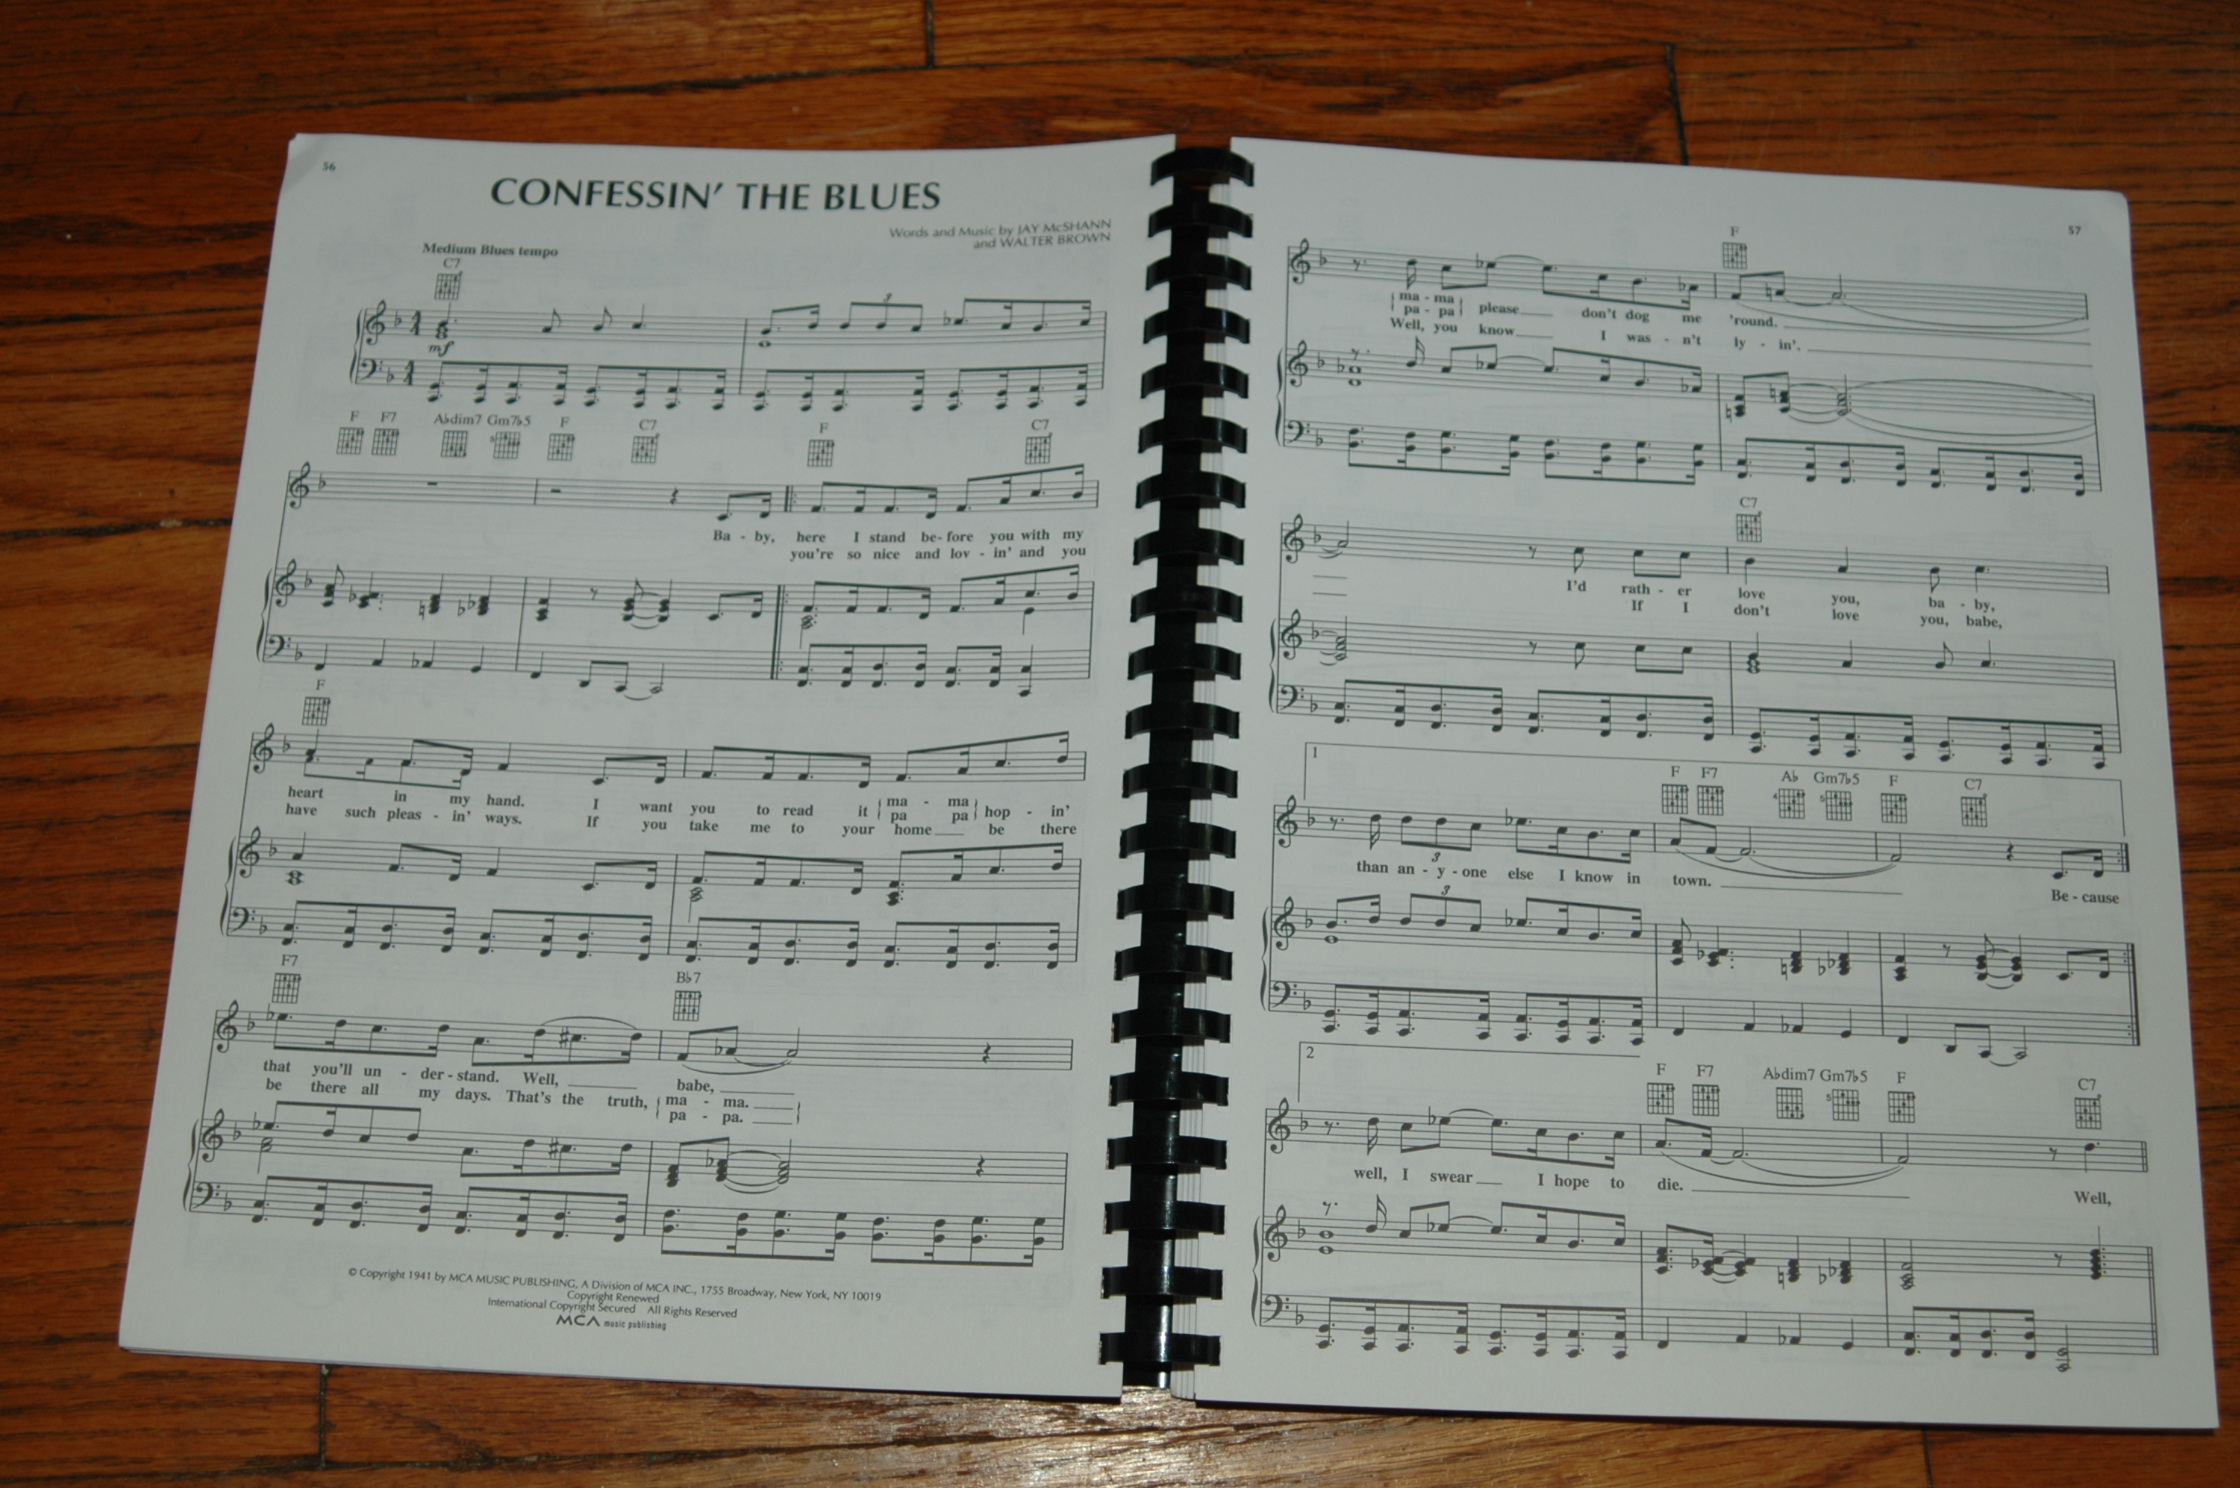 56
CONFESSIN' THE BLUES
Words and Music by JAY McSHANN
and WALTER BROWN
Medium Blues tempo
C7
4
4
mf
3
F F7 A♭dim7 Gm7♭5 F C7 F C7
Ba - by, here I stand be - fore you with my
you're so nice and lov - in' and you
F
heart in my hand. I want you to read it ma - ma hop - in'
have such pleas - in' ways. If you take me to your pa pa
home be there
F7 B♭7
that you'll un - der - stand. Well, babe,
be there all my days. That's the truth, ma - ma.
pa - pa.
© Copyright 1941 by MCA MUSIC PUBLISHING, A Division of MCA INC., 1755 Broadway, New York, NY 10019
Copyright Renewed
International Copyright Secured All Rights Reserved
MCA music publishing
57
F
ma - ma please don't dog me 'round.
pa - pa
Well, you know I was - n't ly - in'.
C7
I'd rath - er love you, ba - by,
If I don't love you, babe,
1
F F7 A♭ Gm7♭5 F C7
3
than an - y - one else I know in town. Be - cause
3
2
F F7 A♭dim7 Gm7♭5 F C7
well, I swear I hope to die. Well,